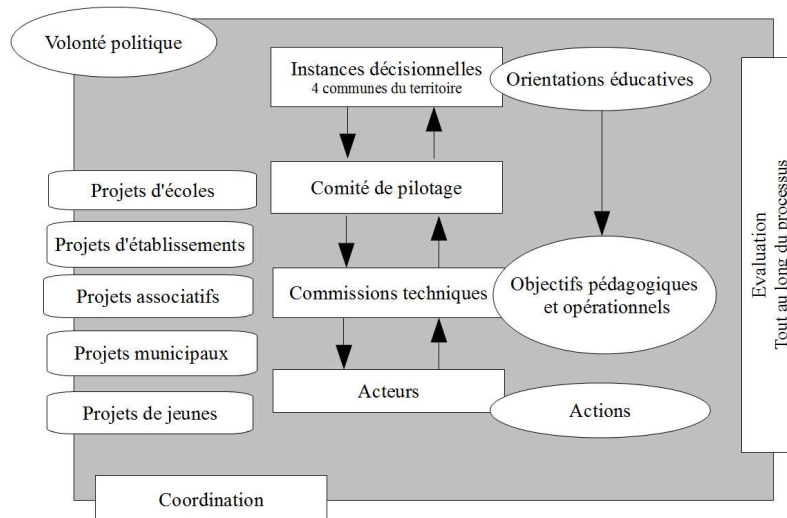 Volonté politique
Instances décisionnelles
4 communes du territoire
Orientations éducatives
Comité de pilotage
Projets d'écoles
Projets d'établissements
Projets associatifs
Projets municipaux
Projets de jeunes
Commissions techniques
Objectifs pédagogiques
et opérationnels
Acteurs
Actions
Coordination
Evaluation
Tout au long du processus